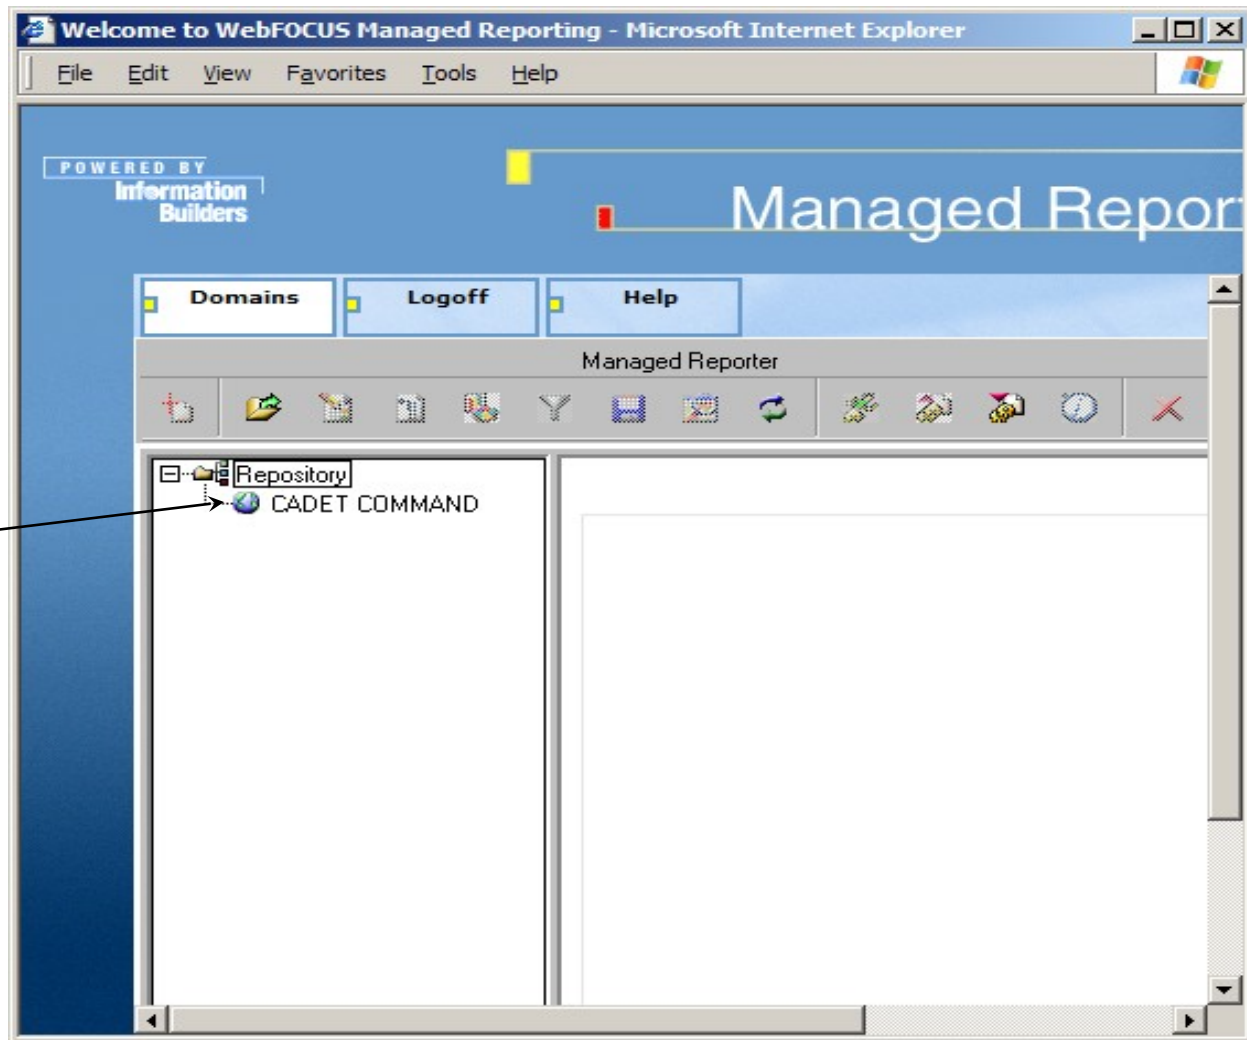 Welcome to WebFOCUS Managed Reporting - Microsoft Internet Explorer
File Edit View Favorites Tools Help
POWERED BY
Information
Builders
Managed Repor
Domains Logoff Help
Managed Reporter
Repository
CADET COMMAND